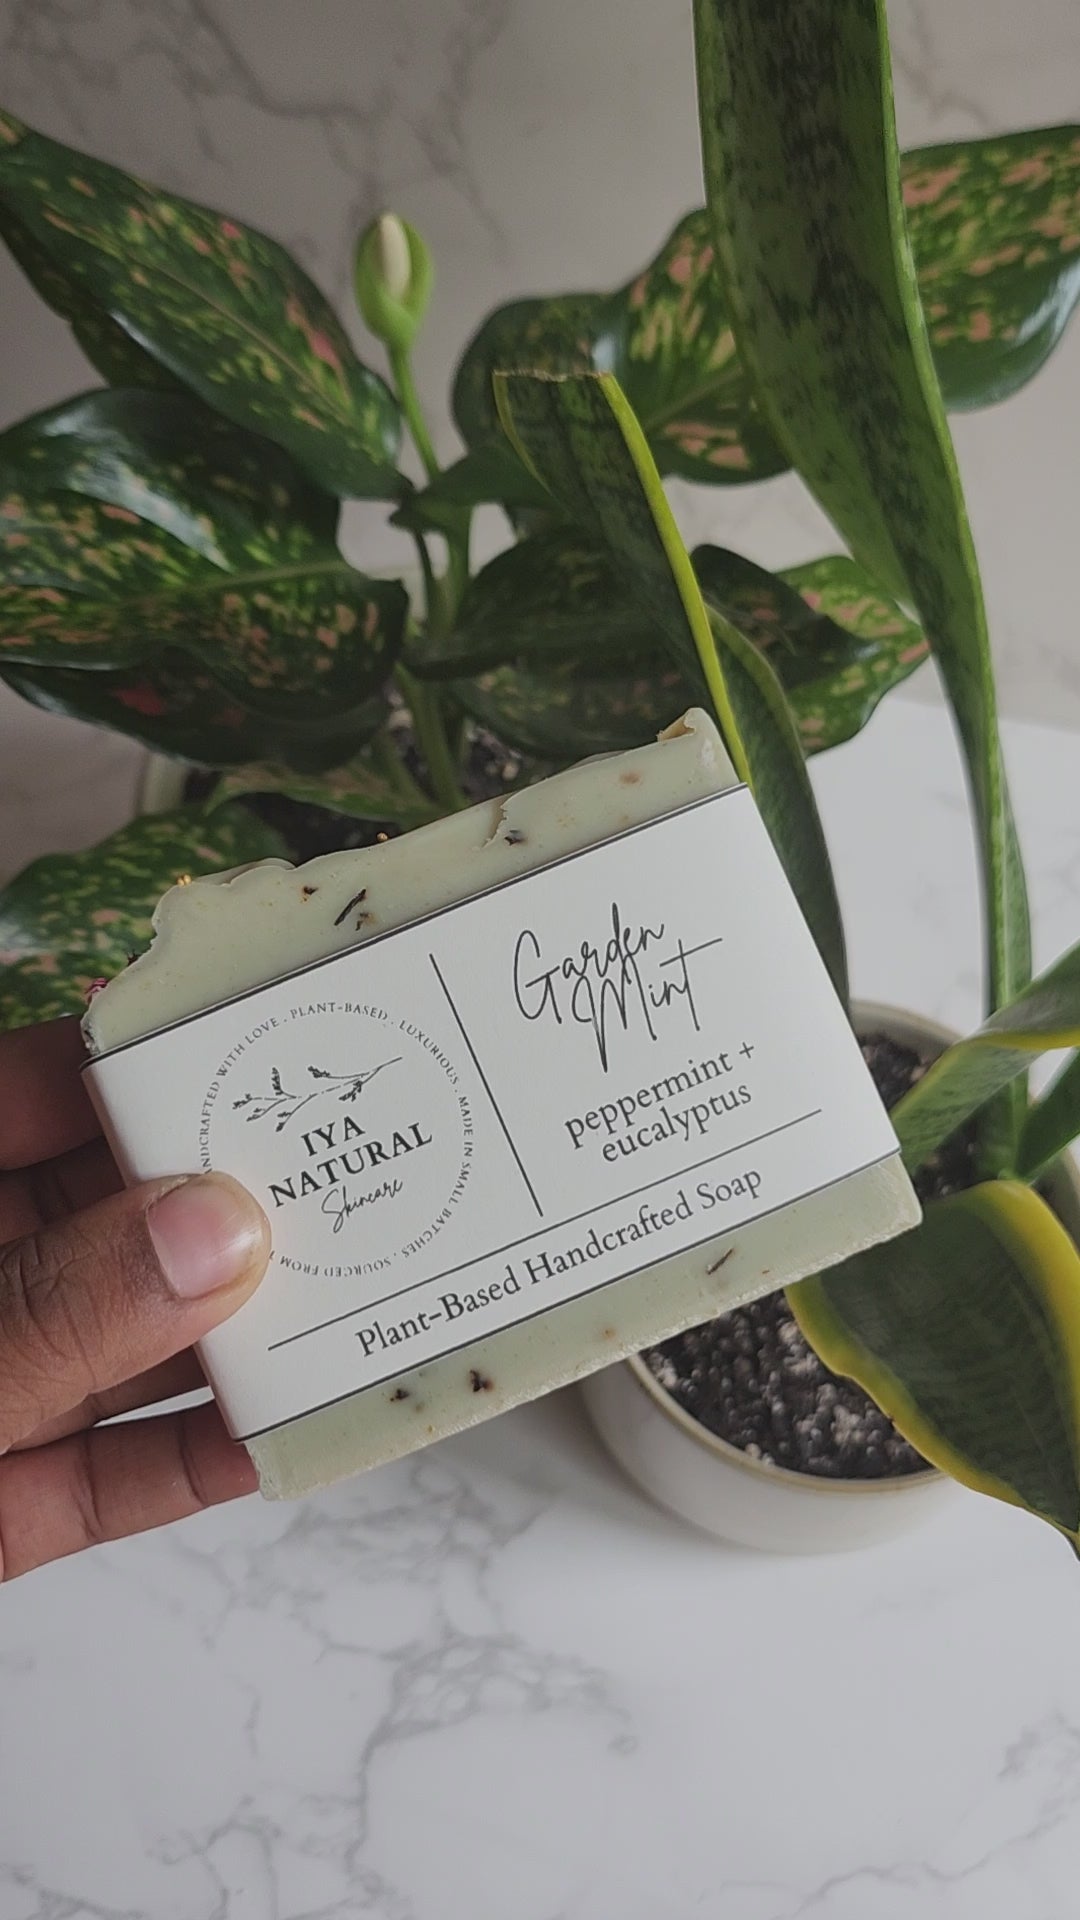 HANDCRAFTED WITH LOVE . PLANT-BASED . LUXURIOUS . MADE IN SMALL BATCHES . SOURCED FROM
IYA
NATURAL
Skincare
Garden
Mint
peppermint +
eucalyptus
Plant-Based Handcrafted Soap